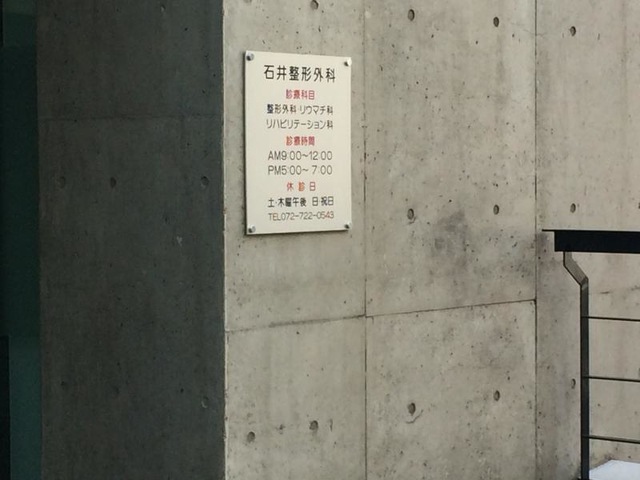 石井整形外科
診療科目
整形外科・リウマチ科
リハビリテーション科
診療時間
AM9:00～12:00
PM5:00～ 7:00
休診日
土・木曜午後 日・祝日
TEL072-722-0543